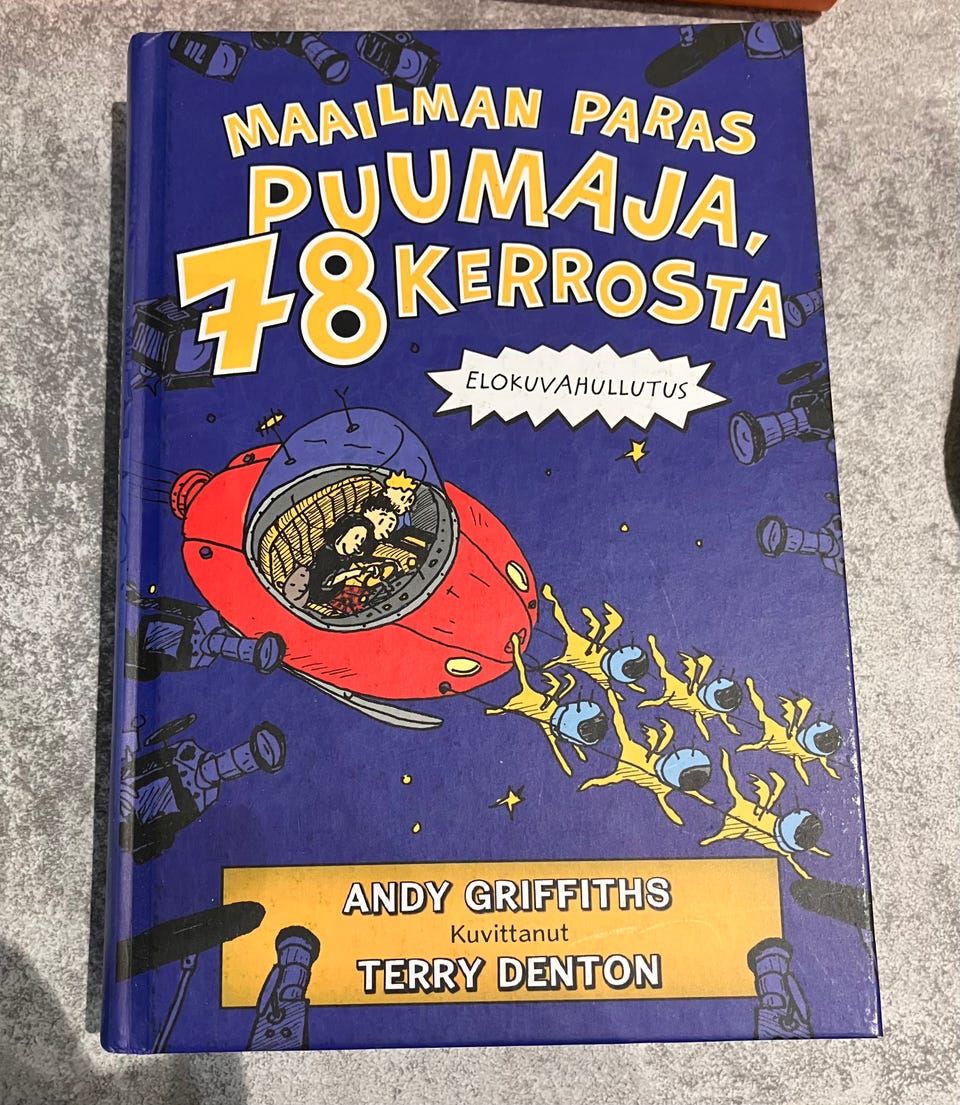 MAAILMAN PARAS
PUUMAJA,
78 KERROSTA
ELOKUVAHULLUTUS
ANDY GRIFFITHS
Kuvittanut
TERRY DENTON